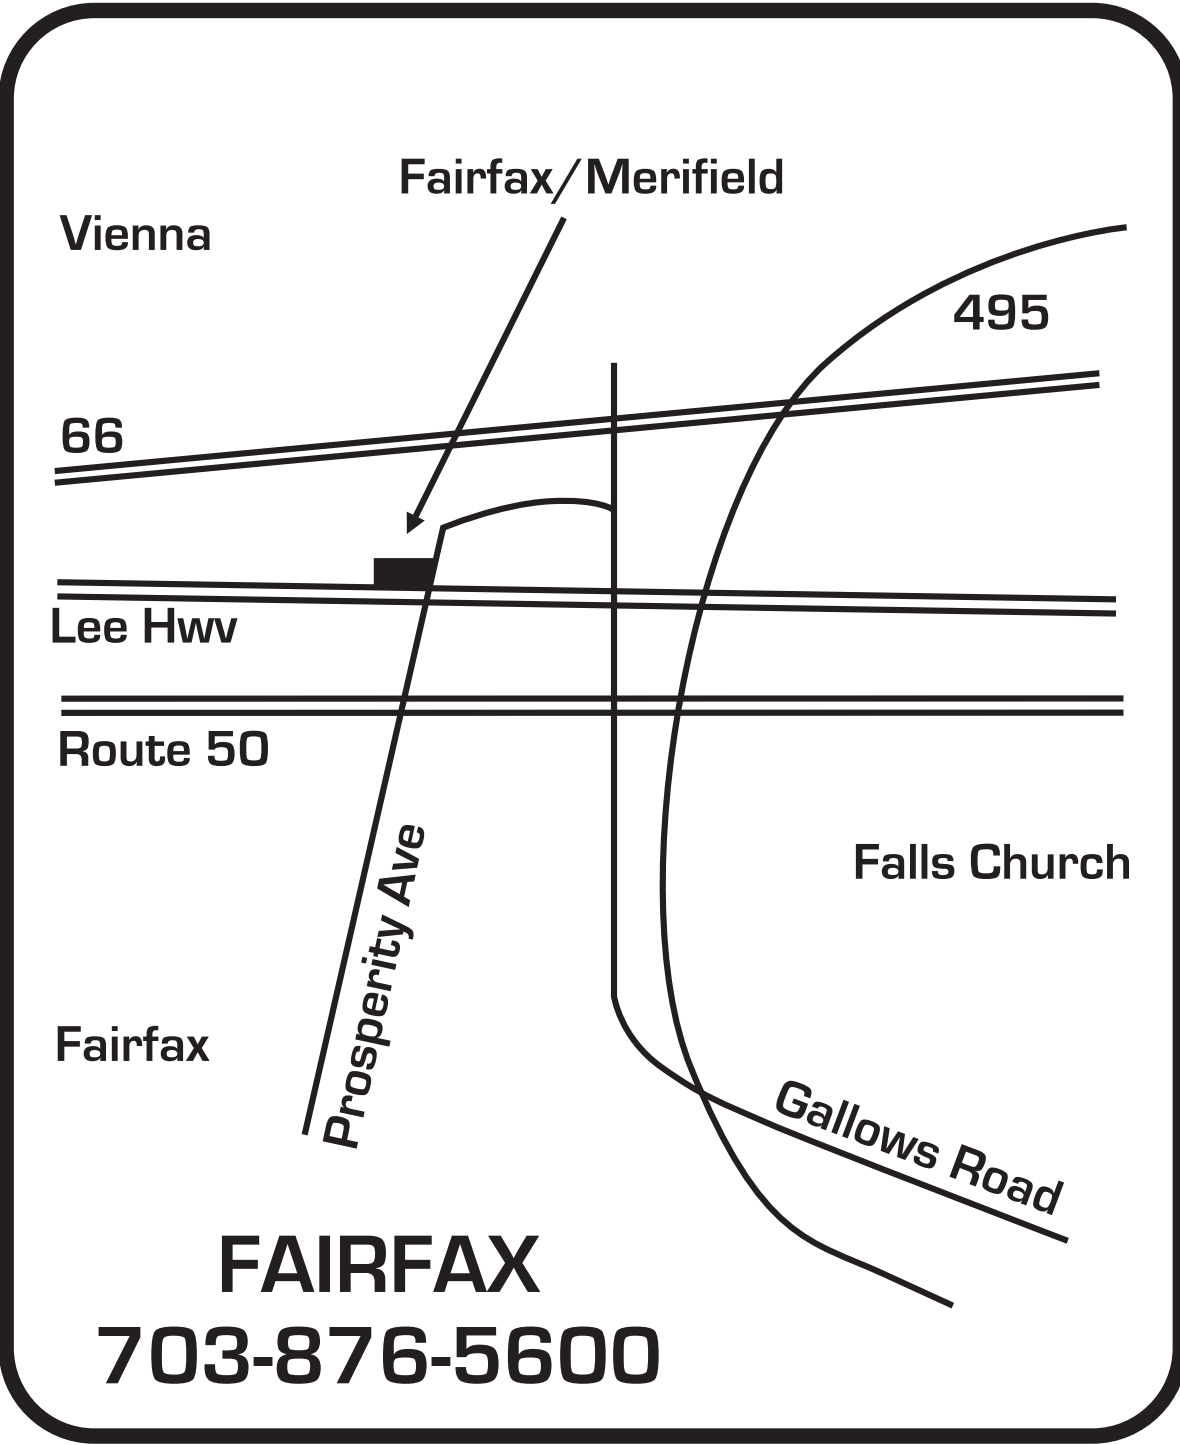 Fairfax/Merifield
Vienna
495
66
Lee Hwv
Route 50
Prosperity Ave
Falls Church
Fairfax
Gallows Road
FAIRFAX
703-876-5600